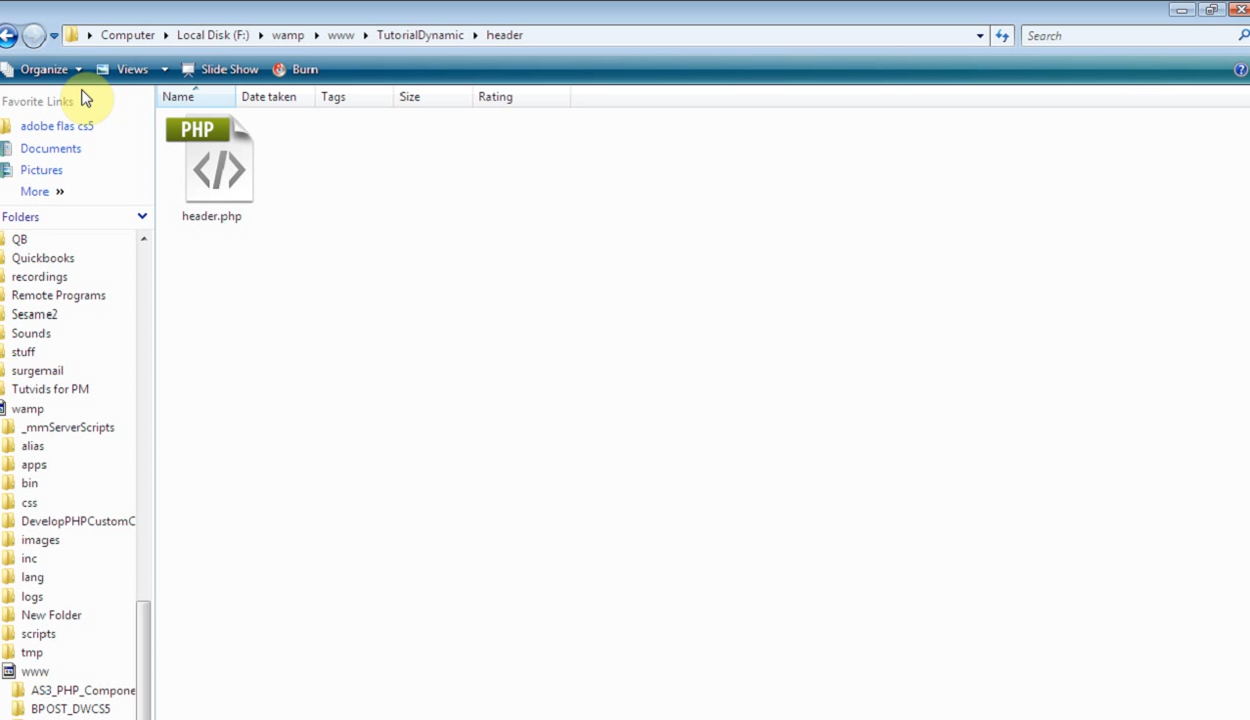 Computer Local Disk (F:) wamp www TutorialDynamic header Search
Organize Views Slide Show Burn
Favorite Links
adobe flas cs5
Documents
Pictures
More »
Folders
QB
Quickbooks
recordings
Remote Programs
Sesame2
Sounds
stuff
surgemail
Tutvids for PM
wamp
_mmServerScripts
alias
apps
bin
css
DevelopPHPCustomC
images
inc
lang
logs
New Folder
scripts
tmp
www
AS3_PHP_Compone
BPOST_DWCS5
Name Date taken Tags Size Rating
PHP
</>
header.php